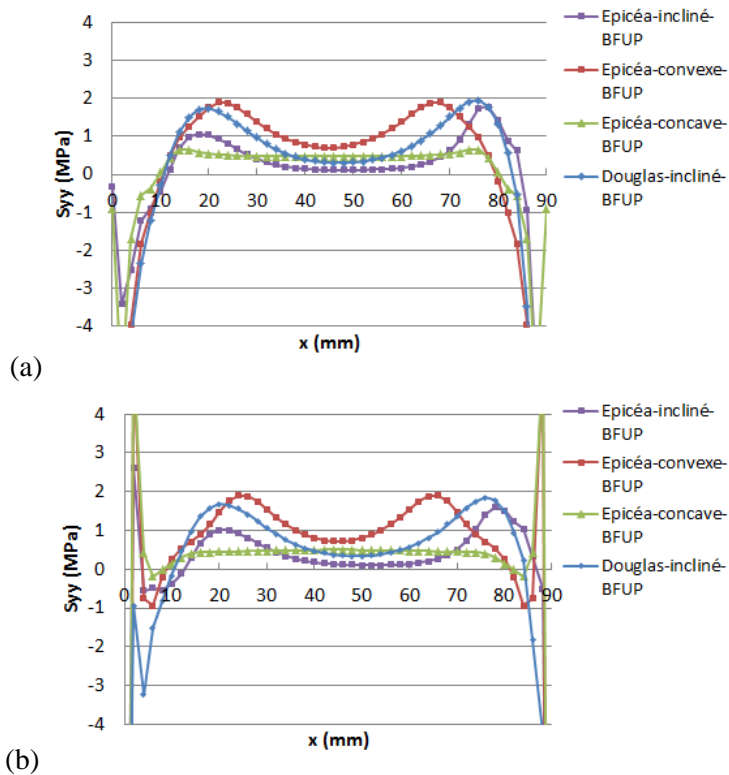 4
3
2
1
0
-1
-2
-3
-4
Syy (MPa)
0 10 20 30 40 50 60 70 80 90
x (mm)
Epicéa-incliné-
BFUP
Epicéa-convexe-
BFUP
Epicéa-concave-
BFUP
Douglas-incliné-
BFUP
(a)
4
3
2
1
0
-1
-2
-3
-4
Syy (MPa)
0 10 20 30 40 50 60 70 80 90
x (mm)
Epicéa-incliné-
BFUP
Epicéa-convexe-
BFUP
Epicéa-concave-
BFUP
Douglas-incliné-
BFUP
(b)